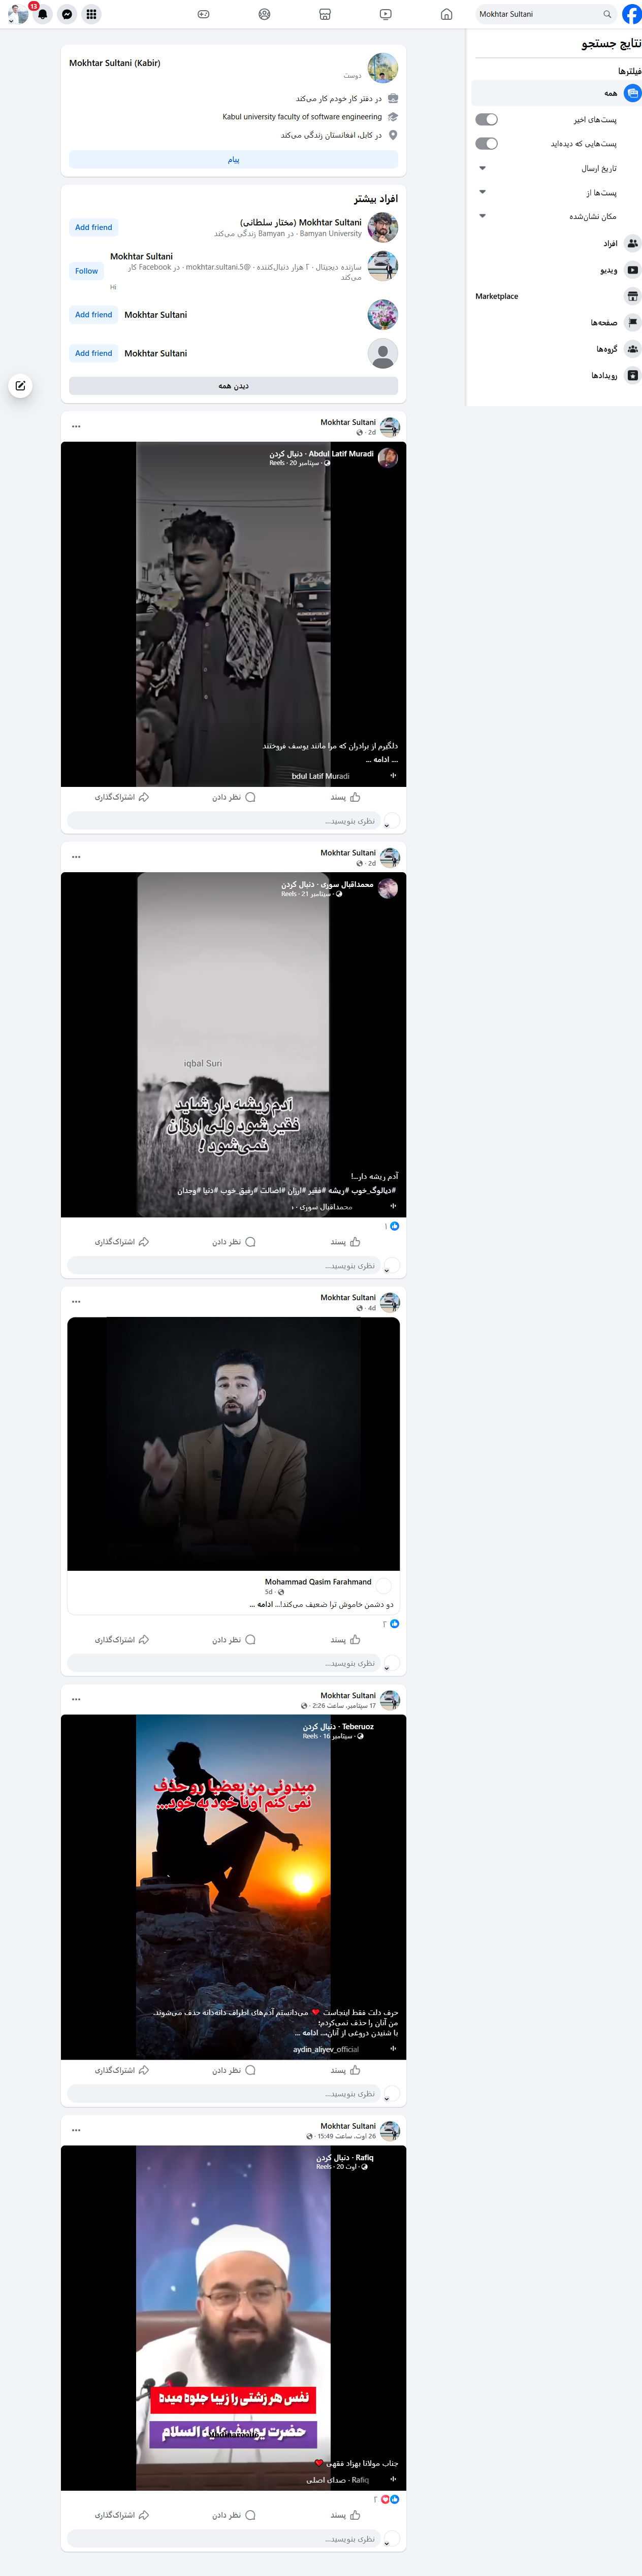 Mokhtar Sultani
13
نتایج جستجو
فیلترها
همه
پست‌های اخیر
پست‌هایی که دیده‌اید
تاریخ ارسال
پست‌ها از
مکان نشان‌شده
افراد
ویدیو
Marketplace
صفحه‌ها
گروه‌ها
رویدادها
Mokhtar Sultani (Kabir)
دوست
در دفتر کار خودم کار می‌کند
Kabul university faculty of software engineering
در کابل، افغانستان زندگی می‌کند
پیام
افراد بیشتر
Mokhtar Sultani (مختار سلطانی)
Bamyan University · در Bamyan زندگی می‌کند
Add friend
Mokhtar Sultani
سازنده دیجیتال · ۲ هزار دنبال‌کننده · @mokhtar.sultani.5 · در Facebook کار
می‌کند
Hi
Follow
Mokhtar Sultani
Add friend
Mokhtar Sultani
Add friend
دیدن همه
Mokhtar Sultani
2d
Abdul Latif Muradi · دنبال کردن
Reels · سپتامبر 20
دلگیرم از برادران که مرا مانند یوسف فروختند
.... ادامه ...
bdul Latif Muradi
پسند
نظر دادن
اشتراک‌گذاری
نظری بنویسید...
Mokhtar Sultani
2d
محمداقبال سوری · دنبال کردن
Reels · سپتامبر 21
iqbal Suri
آدم ریشه دار شاید
فقیر شود ولی ارزان
نمی‌شود !
آدم ریشه دار...!
#دیالوگ_خوب #ریشه #فقیر #ارزان #اصالت #رفیق_خوب #دنیا #وجدان
محمداقبال سوری ·
۱
پسند
نظر دادن
اشتراک‌گذاری
نظری بنویسید...
Mokhtar Sultani
4d
Mohammad Qasim Farahmand
5d
دو دشمن خاموش ترا ضعیف می‌کند!... ادامه ...
۲
پسند
نظر دادن
اشتراک‌گذاری
نظری بنویسید...
Mokhtar Sultani
17 سپتامبر، ساعت 2:26
Teberuoz · دنبال کردن
Reels · سپتامبر 16
میدونی من بعضیا رو حذف
نمی کنم اونا خود به خود...
حرف دلت فقط اینجاست ❤️ می‌دانستم آدم‌های اطراف دانه‌دانه حذف می‌شوند.
من آنان را حذف نمی‌کردم؛
با شنیدن دروغی از آنان،... ادامه ...
aydin_aliyev_official
پسند
نظر دادن
اشتراک‌گذاری
نظری بنویسید...
Mokhtar Sultani
26 اوت، ساعت 15:49
Rafiq · دنبال کردن
Reels · اوت 20
نفس هر زشتی را زیبا جلوه میده
حضرت یوسف علیه السلام
جناب مولانا بهزاد فقهی ❤️
Rafiq · صدای اصلی
۲
پسند
نظر دادن
اشتراک‌گذاری
نظری بنویسید...